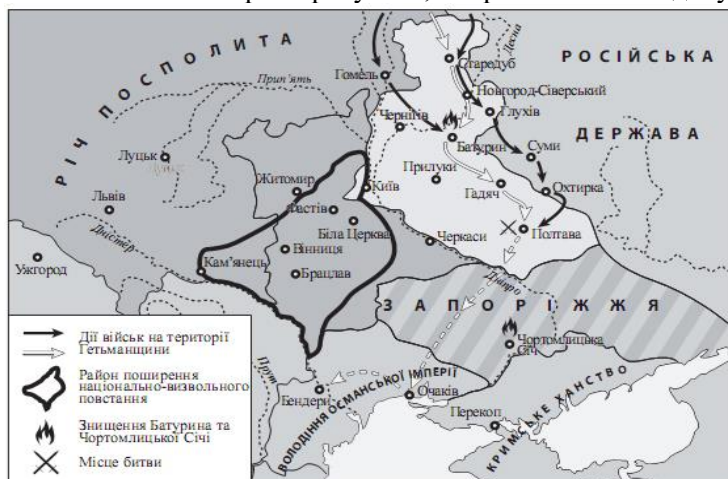 РІЧ ПОСПОЛИТА
РОСІЙСЬКА
ДЕРЖАВА
Десна
Стародуб
Гомель
Прип'ять
Новгород-Сіверський
Глухів
Чернігів
Батурин
Суми
Луцьк
Прилуки
Гадяч
Охтирка
Житомир
Київ
Львів
Фастів
Біла Церква
Полтава
Дністер
Вінниця
Черкаси
Ужгород
Кам'янець
Брацлав
Дніпро
ЗАПОРІЖЖЯ
Чортомлицька
Січ
Прут
Бендери
Очаків
Перекоп
ВОЛОДІННЯ ОСМАНСЬКОЇ ІМПЕРІЇ
КРИМСЬКЕ ХАНСТВО
Дії військ на території
Гетьманщини
Район поширення
національно-визвольного
повстання
Знищення Батурина та
Чортомлицької Січі
Місце битви